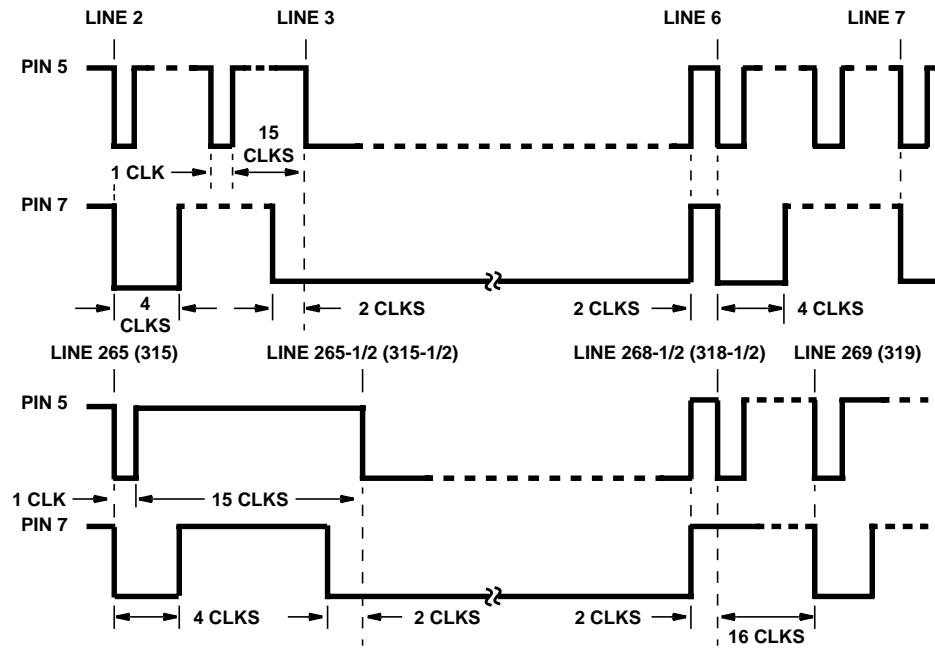 LINE 2 LINE 3 LINE 6 LINE 7
PIN 5
15
CLKS
1 CLK
PIN 7
4
CLKS
2 CLKS 2 CLKS 4 CLKS
LINE 265 (315) LINE 265-1/2 (315-1/2) LINE 268-1/2 (318-1/2) LINE 269 (319)
PIN 5
1 CLK 15 CLKS
PIN 7
4 CLKS 2 CLKS 2 CLKS
16 CLKS